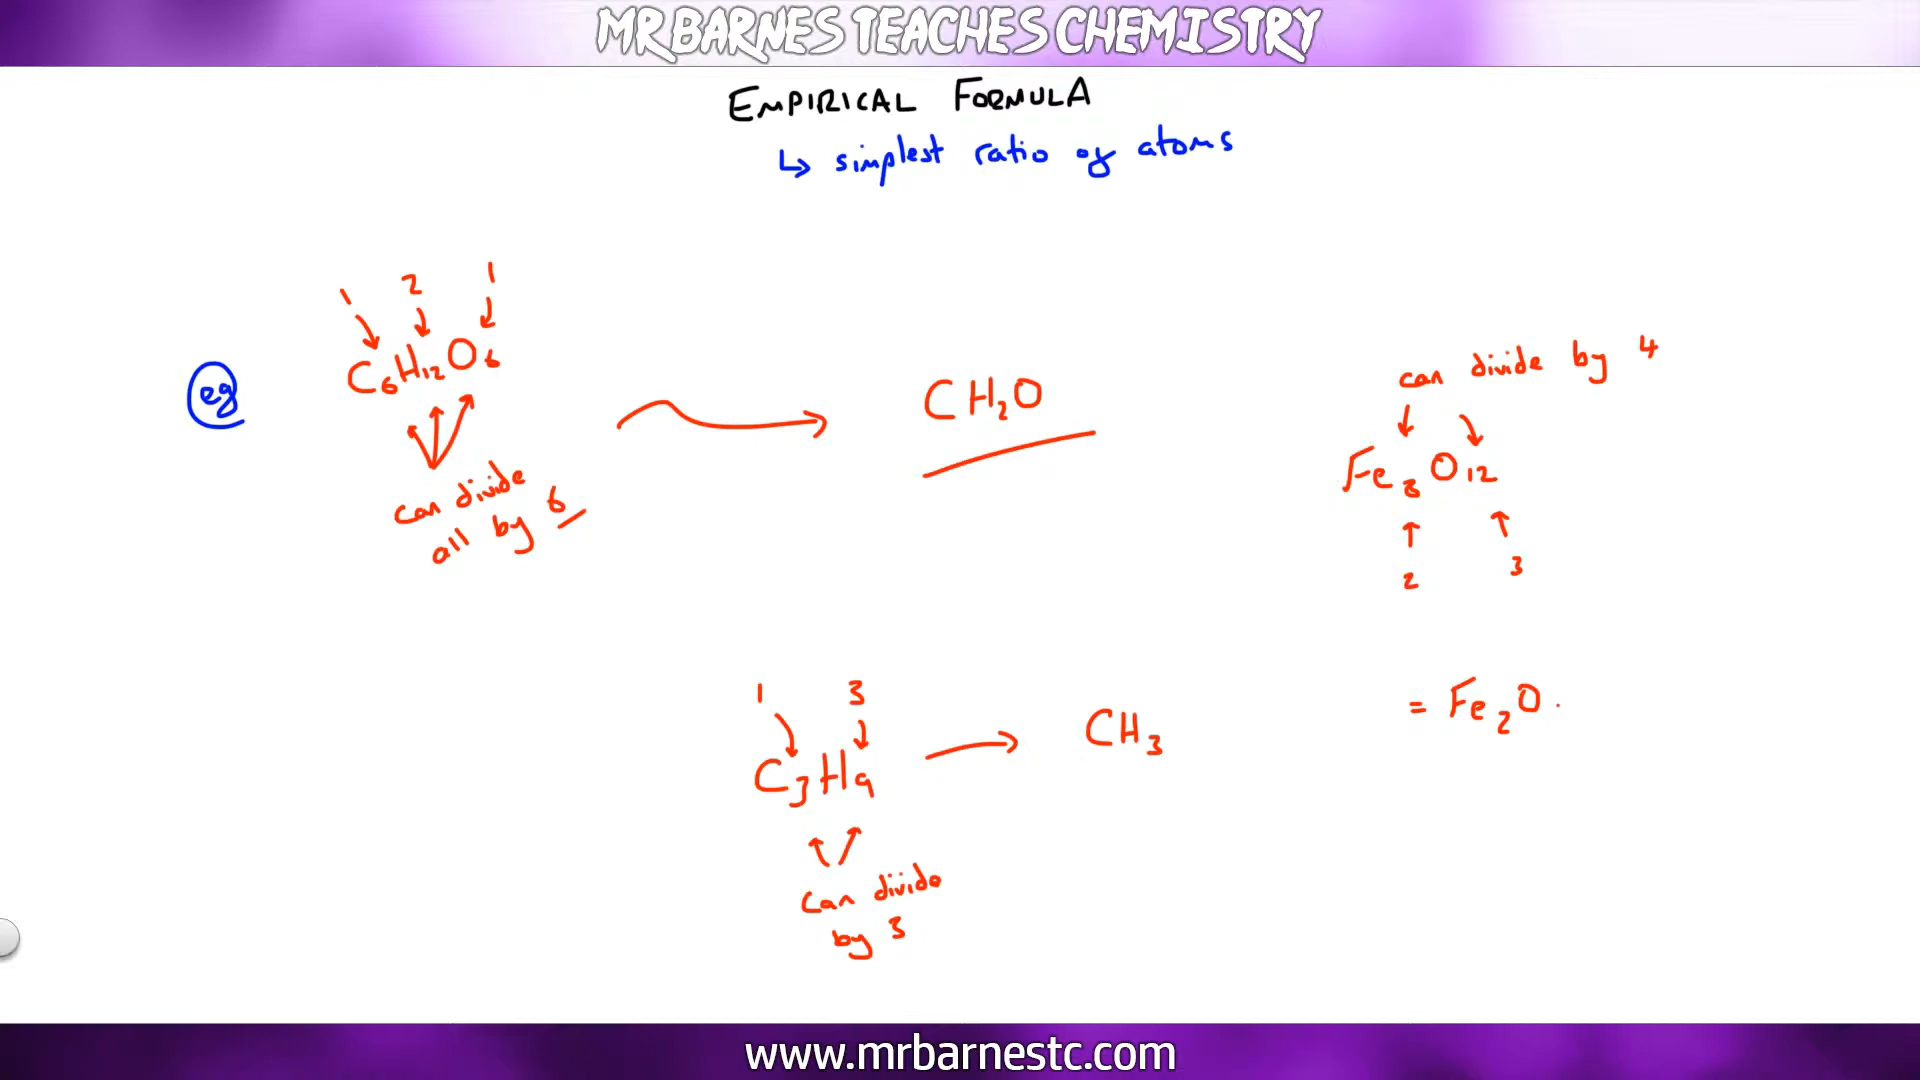 MR BARNES TEACHES CHEMISTRY
EMPIRICAL FORMULA
↳ simplest ratio of atoms
1 2 1
eg
C₆H₁₂O₆
can divide
all by 6
CH₂O
can divide by 4
Fe₈O₁₂
2 3
= Fe₂O
1 3
C₃H₉ → CH₃
can divide
by 3
www.mrbarnestc.com